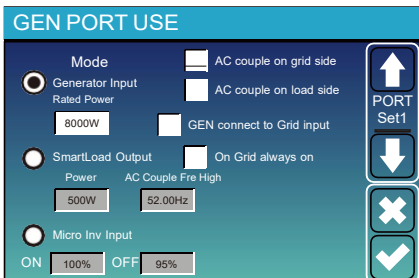 GEN PORT USE
Mode
AC couple on grid side
Generator Input
Rated Power
AC couple on load side
PORT
Set1
8000W
GEN connect to Grid input
SmartLoad Output
On Grid always on
Power
AC Couple Fre High
500W
52.00Hz
Micro Inv Input
ON 100% OFF 95%